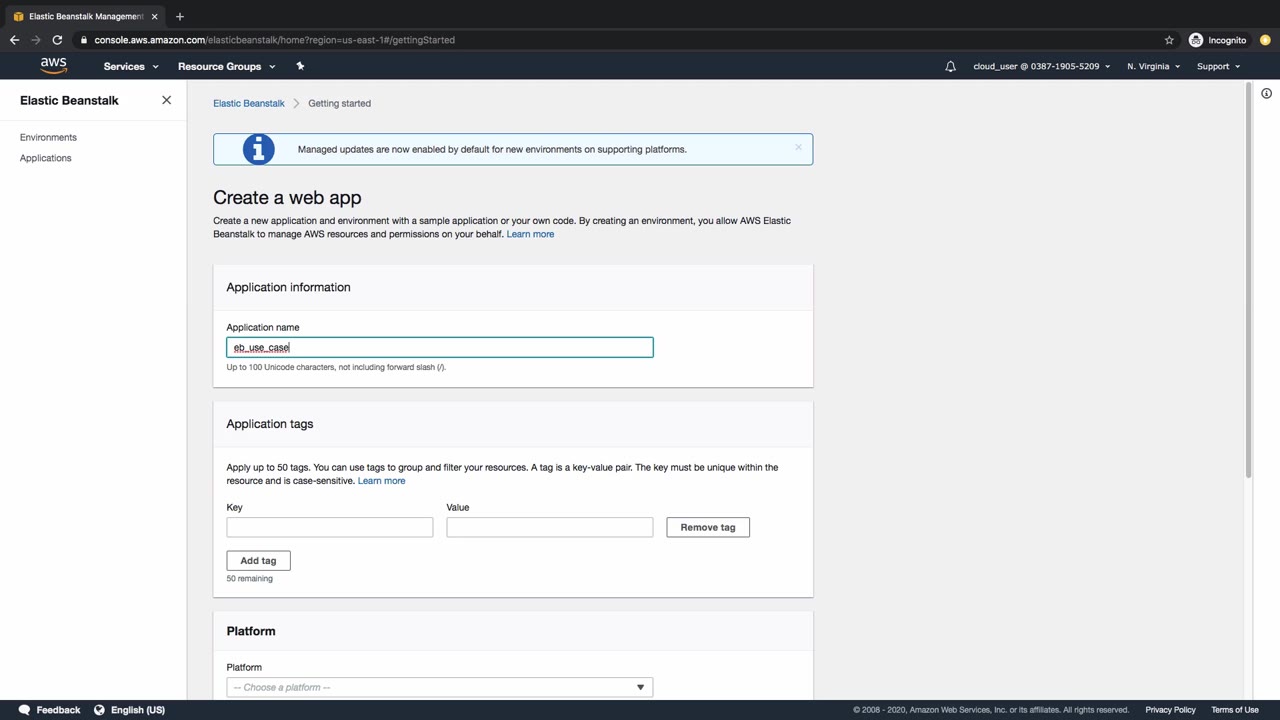 Elastic Beanstalk Management
console.aws.amazon.com/elasticbeanstalk/home?region=us-east-1#/gettingStarted
Incognito
aws
Services
Resource Groups
cloud_user @ 0387-1905-5209
N. Virginia
Support
Elastic Beanstalk
Environments
Applications
Elastic Beanstalk
Getting started
Managed updates are now enabled by default for new environments on supporting platforms.
Create a web app
Create a new application and environment with a sample application or your own code. By creating an environment, you allow AWS Elastic
Beanstalk to manage AWS resources and permissions on your behalf. Learn more
Application information
Application name
eb_use_case
Up to 100 Unicode characters, not including forward slash (/).
Application tags
Apply up to 50 tags. You can use tags to group and filter your resources. A tag is a key-value pair. The key must be unique within the
resource and is case-sensitive. Learn more
Key
Value
Remove tag
Add tag
50 remaining
Platform
Platform
-- Choose a platform --
Feedback
English (US)
© 2008 - 2020, Amazon Web Services, Inc. or its affiliates. All rights reserved.
Privacy Policy
Terms of Use